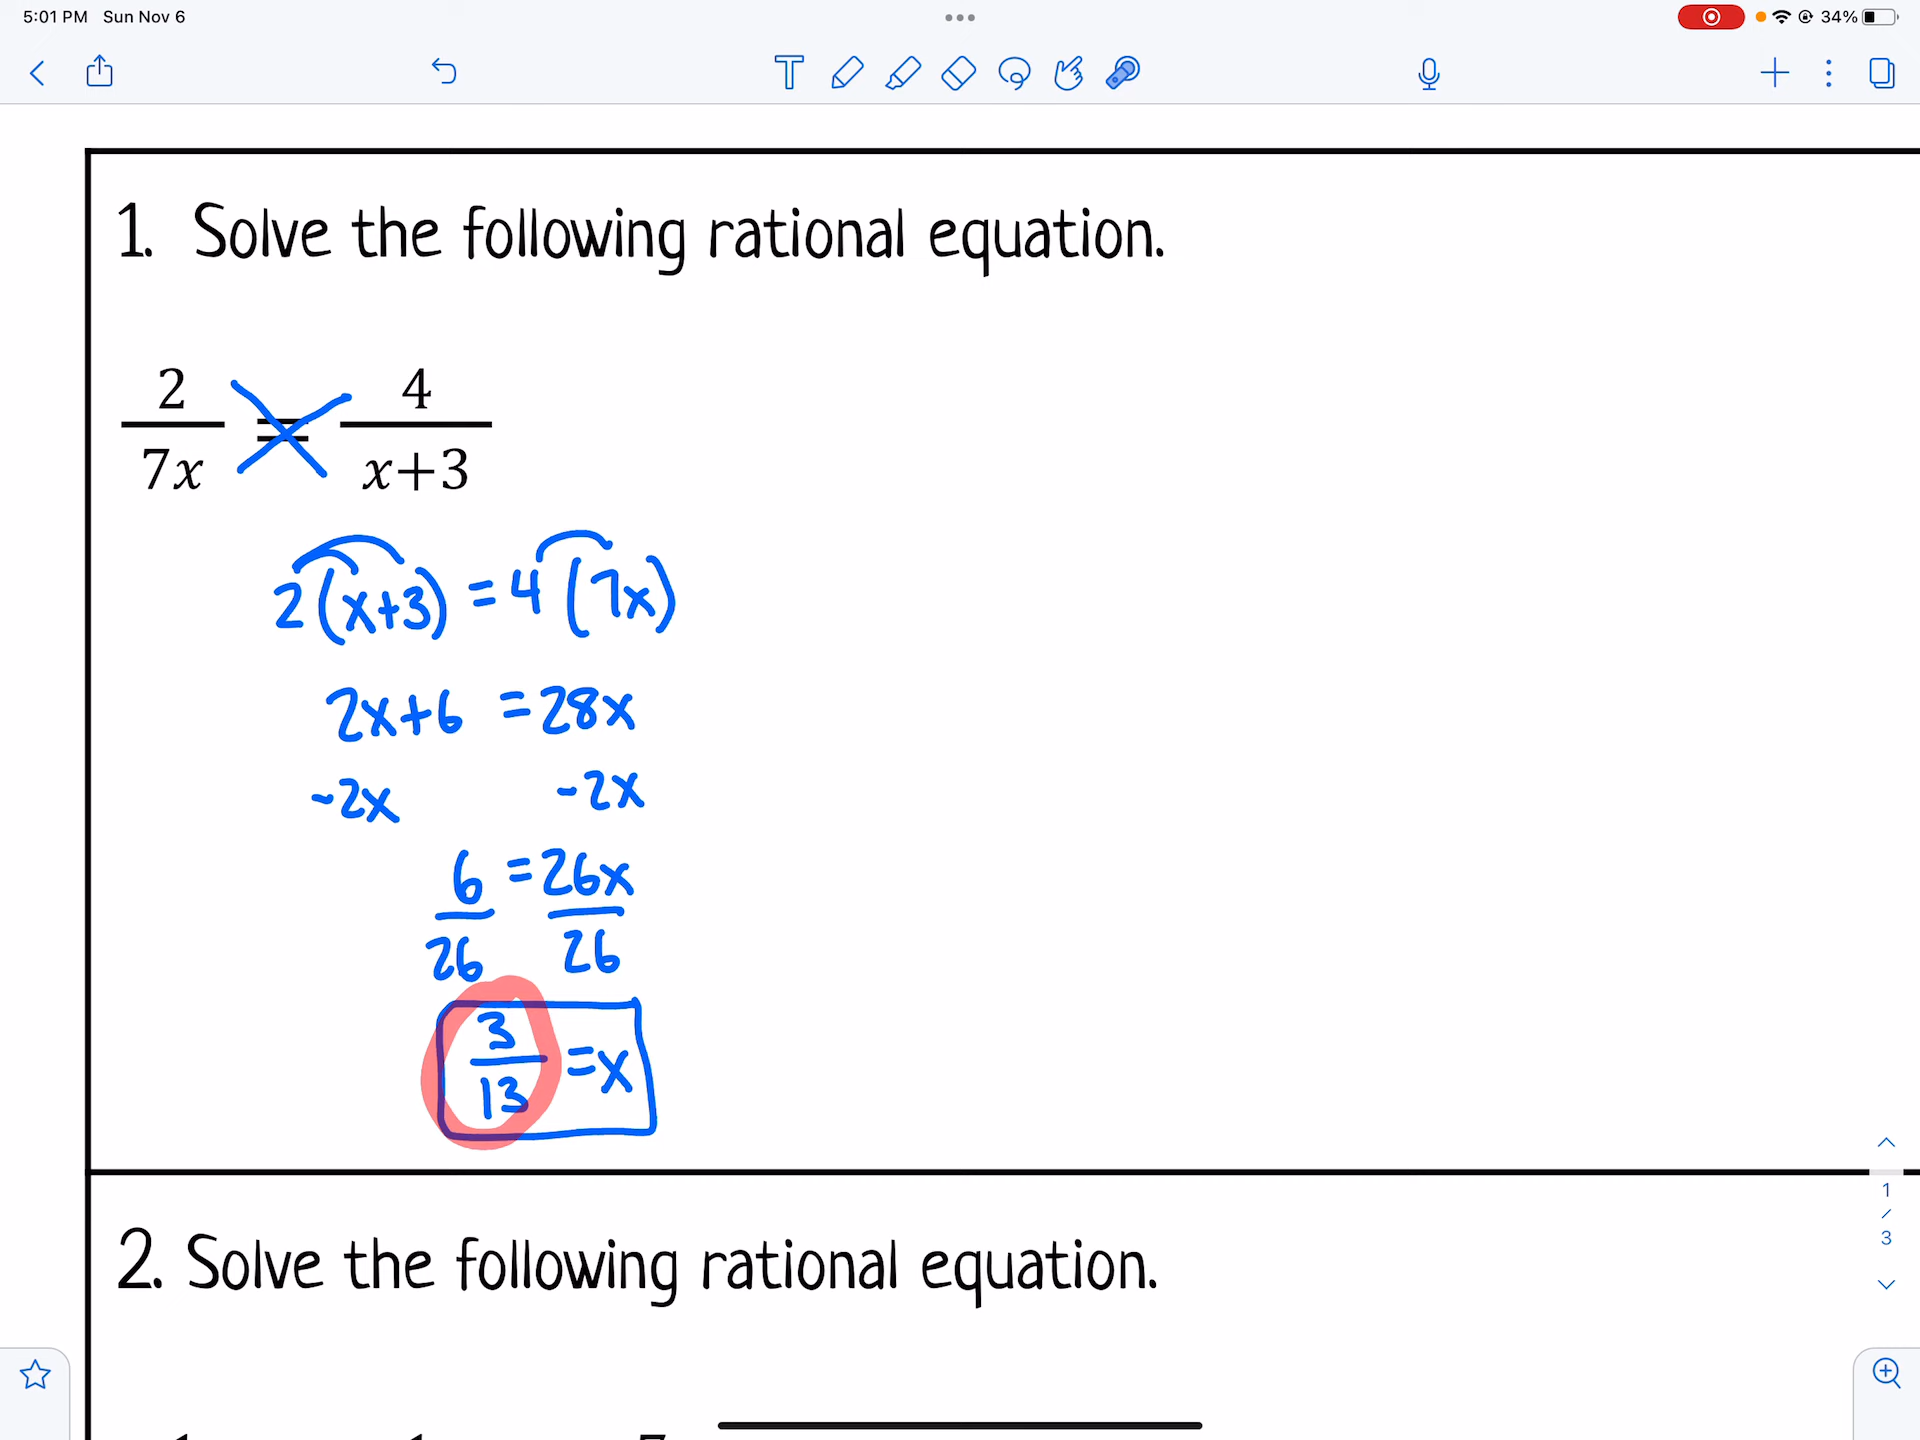 5:01 PM Sun Nov 6
34%
1. Solve the following rational equation.
2/7x = 4/x+3
2(x+3) = 4(7x)
2x+6 = 28x
-2x -2x
6 = 26x
26 26
3/13 = x
1/3
2. Solve the following rational equation.